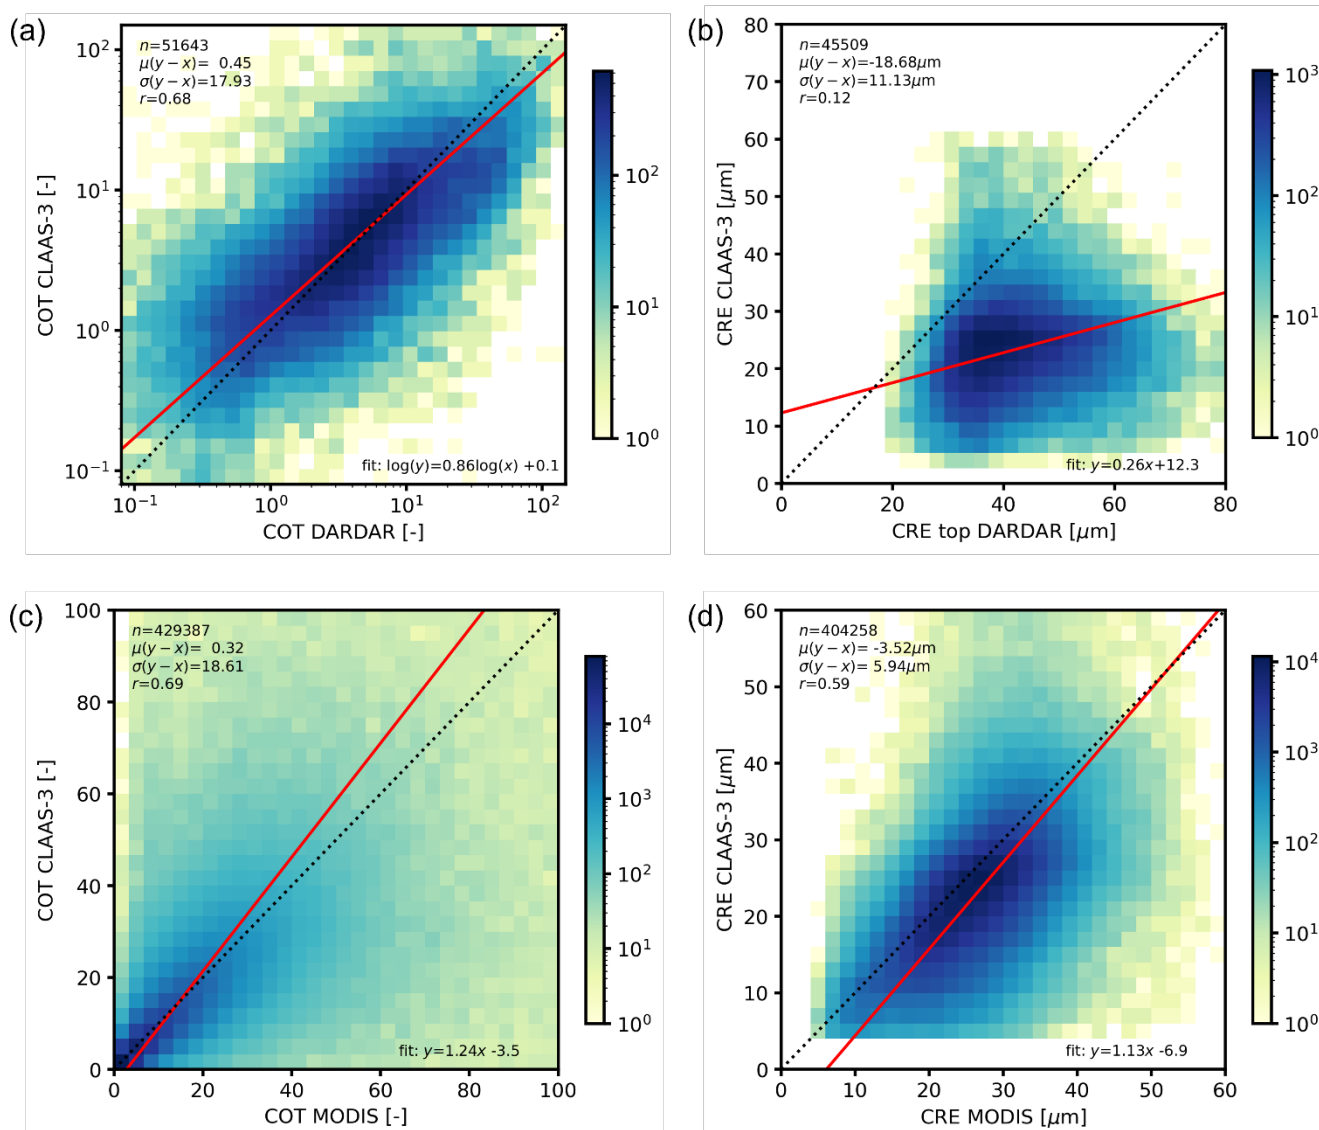 (a)
n=51643
μ(y − x)= 0.45
σ(y − x)=17.93
r=0.68
10²
10¹
10⁰
10⁻¹
COT CLAAS-3 [-]
fit: log(y)=0.86log(x) +0.1
10⁻¹ 10⁰ 10¹ 10²
COT DARDAR [-]
10²
10¹
10⁰
(b)
n=45509
μ(y − x)=-18.68μm
σ(y − x)=11.13μm
r=0.12
80
70
60
50
40
30
20
10
0
CRE CLAAS-3 [μm]
fit: y=0.26x+12.3
0 20 40 60 80
CRE top DARDAR [μm]
10³
10²
10¹
10⁰
(c)
n=429387
μ(y − x)= 0.32
σ(y − x)=18.61
r=0.69
100
80
60
40
20
0
COT CLAAS-3 [-]
fit: y=1.24x -3.5
0 20 40 60 80 100
COT MODIS [-]
10⁴
10³
10²
10¹
10⁰
(d)
n=404258
μ(y − x)= -3.52μm
σ(y − x)= 5.94μm
r=0.59
60
50
40
30
20
10
0
CRE CLAAS-3 [μm]
fit: y=1.13x -6.9
0 10 20 30 40 50 60
CRE MODIS [μm]
10⁴
10³
10²
10¹
10⁰